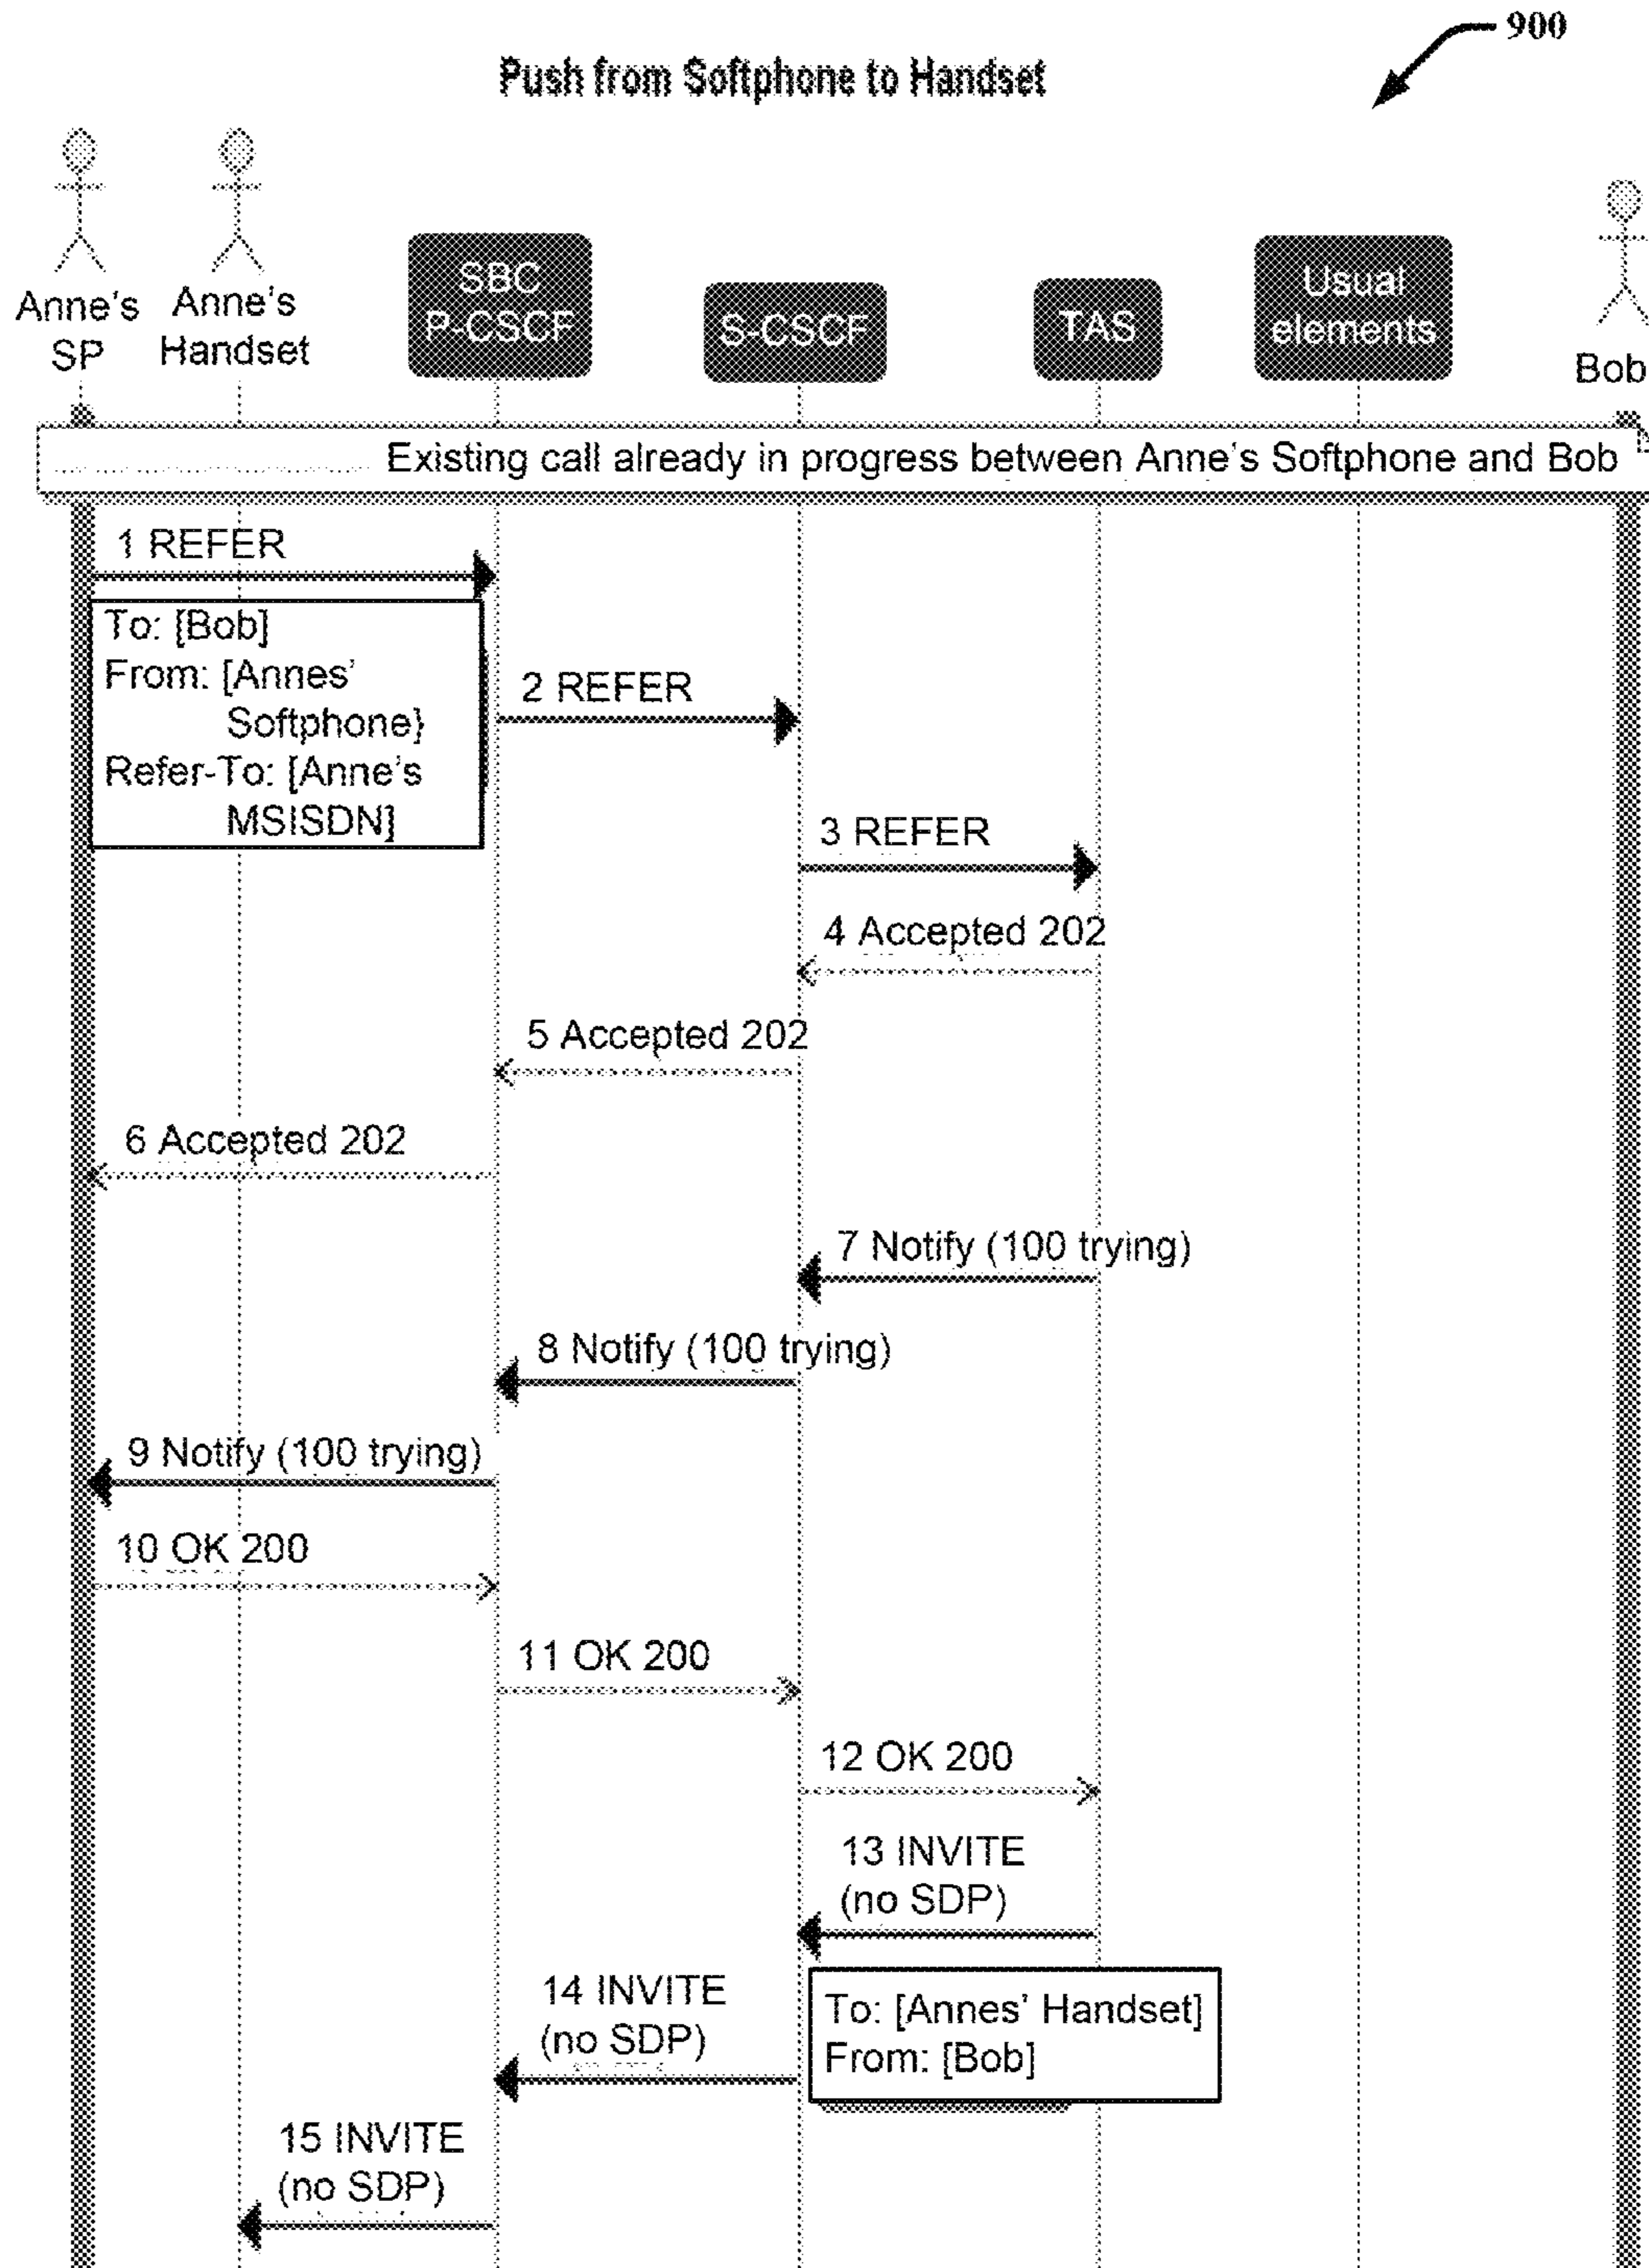 900
Push from Softphone to Handset
Anne's
SP
Anne's
Handset
SBC
P-CSCF
S-CSCF
TAS
Usual
elements
Bob
Existing call already in progress between Anne's Softphone and Bob
1 REFER
To: [Bob]
From: [Annes'
Softphone}
Refer-To: [Anne's
MSISDN]
2 REFER
3 REFER
4 Accepted 202
5 Accepted 202
6 Accepted 202
7 Notify (100 trying)
8 Notify (100 trying)
9 Notify (100 trying)
10 OK 200
11 OK 200
12 OK 200
13 INVITE
(no SDP)
14 INVITE
(no SDP)
To: [Annes' Handset]
From: [Bob]
15 INVITE
(no SDP)